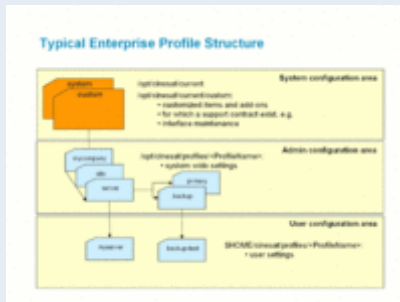 Typical Enterprise Profile Structure
System configuration area
system
custom
/opt/cinesat/current
/opt/cinesat/current/custom:
• customized items and add-ons
• for which a support contract exist, e.g.
• interface maintenance
Admin configuration area
mycompany
/opt/cinesat/profiles/<ProfileName>:
• system wide settings
primary
backup
User configuration area
$HOME/cinesat/profiles/<ProfileName>:
• user settings